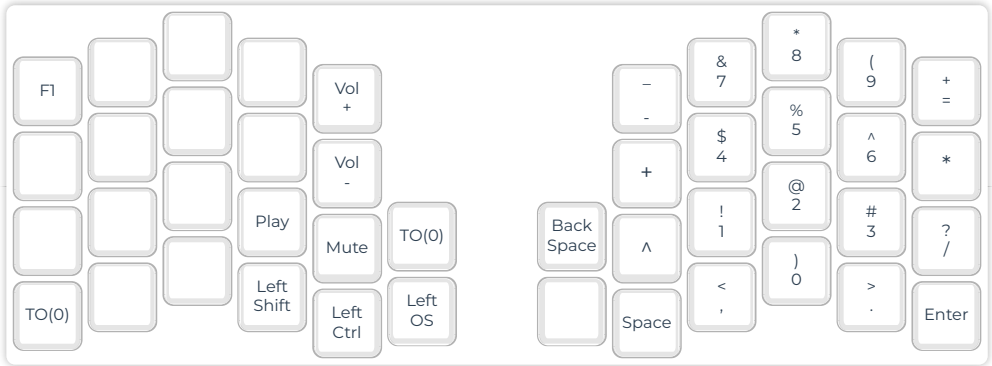 F1
Vol
+
Vol
-
Play
Mute
TO(0)
TO(0)
Left
Shift
Left
Ctrl
Left
OS
_
-
&
7
*
8
(
9
+
=
+
$
4
%
5
^
6
*
Back
Space
^
!
1
@
2
#
3
?
/
Space
<
,
)
0
>
.
Enter